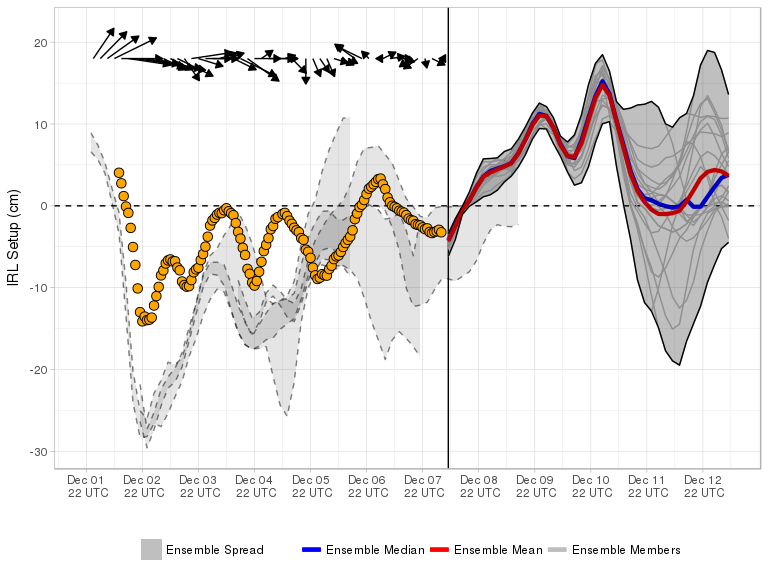 20
10
0
-10
-20
-30
IRL Setup (cm)
Dec 01 Dec 02 Dec 03 Dec 04 Dec 05 Dec 06 Dec 07 Dec 08 Dec 09 Dec 10 Dec 11 Dec 12
22 UTC 22 UTC 22 UTC 22 UTC 22 UTC 22 UTC 22 UTC 22 UTC 22 UTC 22 UTC 22 UTC 22 UTC
Ensemble Spread Ensemble Median Ensemble Mean Ensemble Members